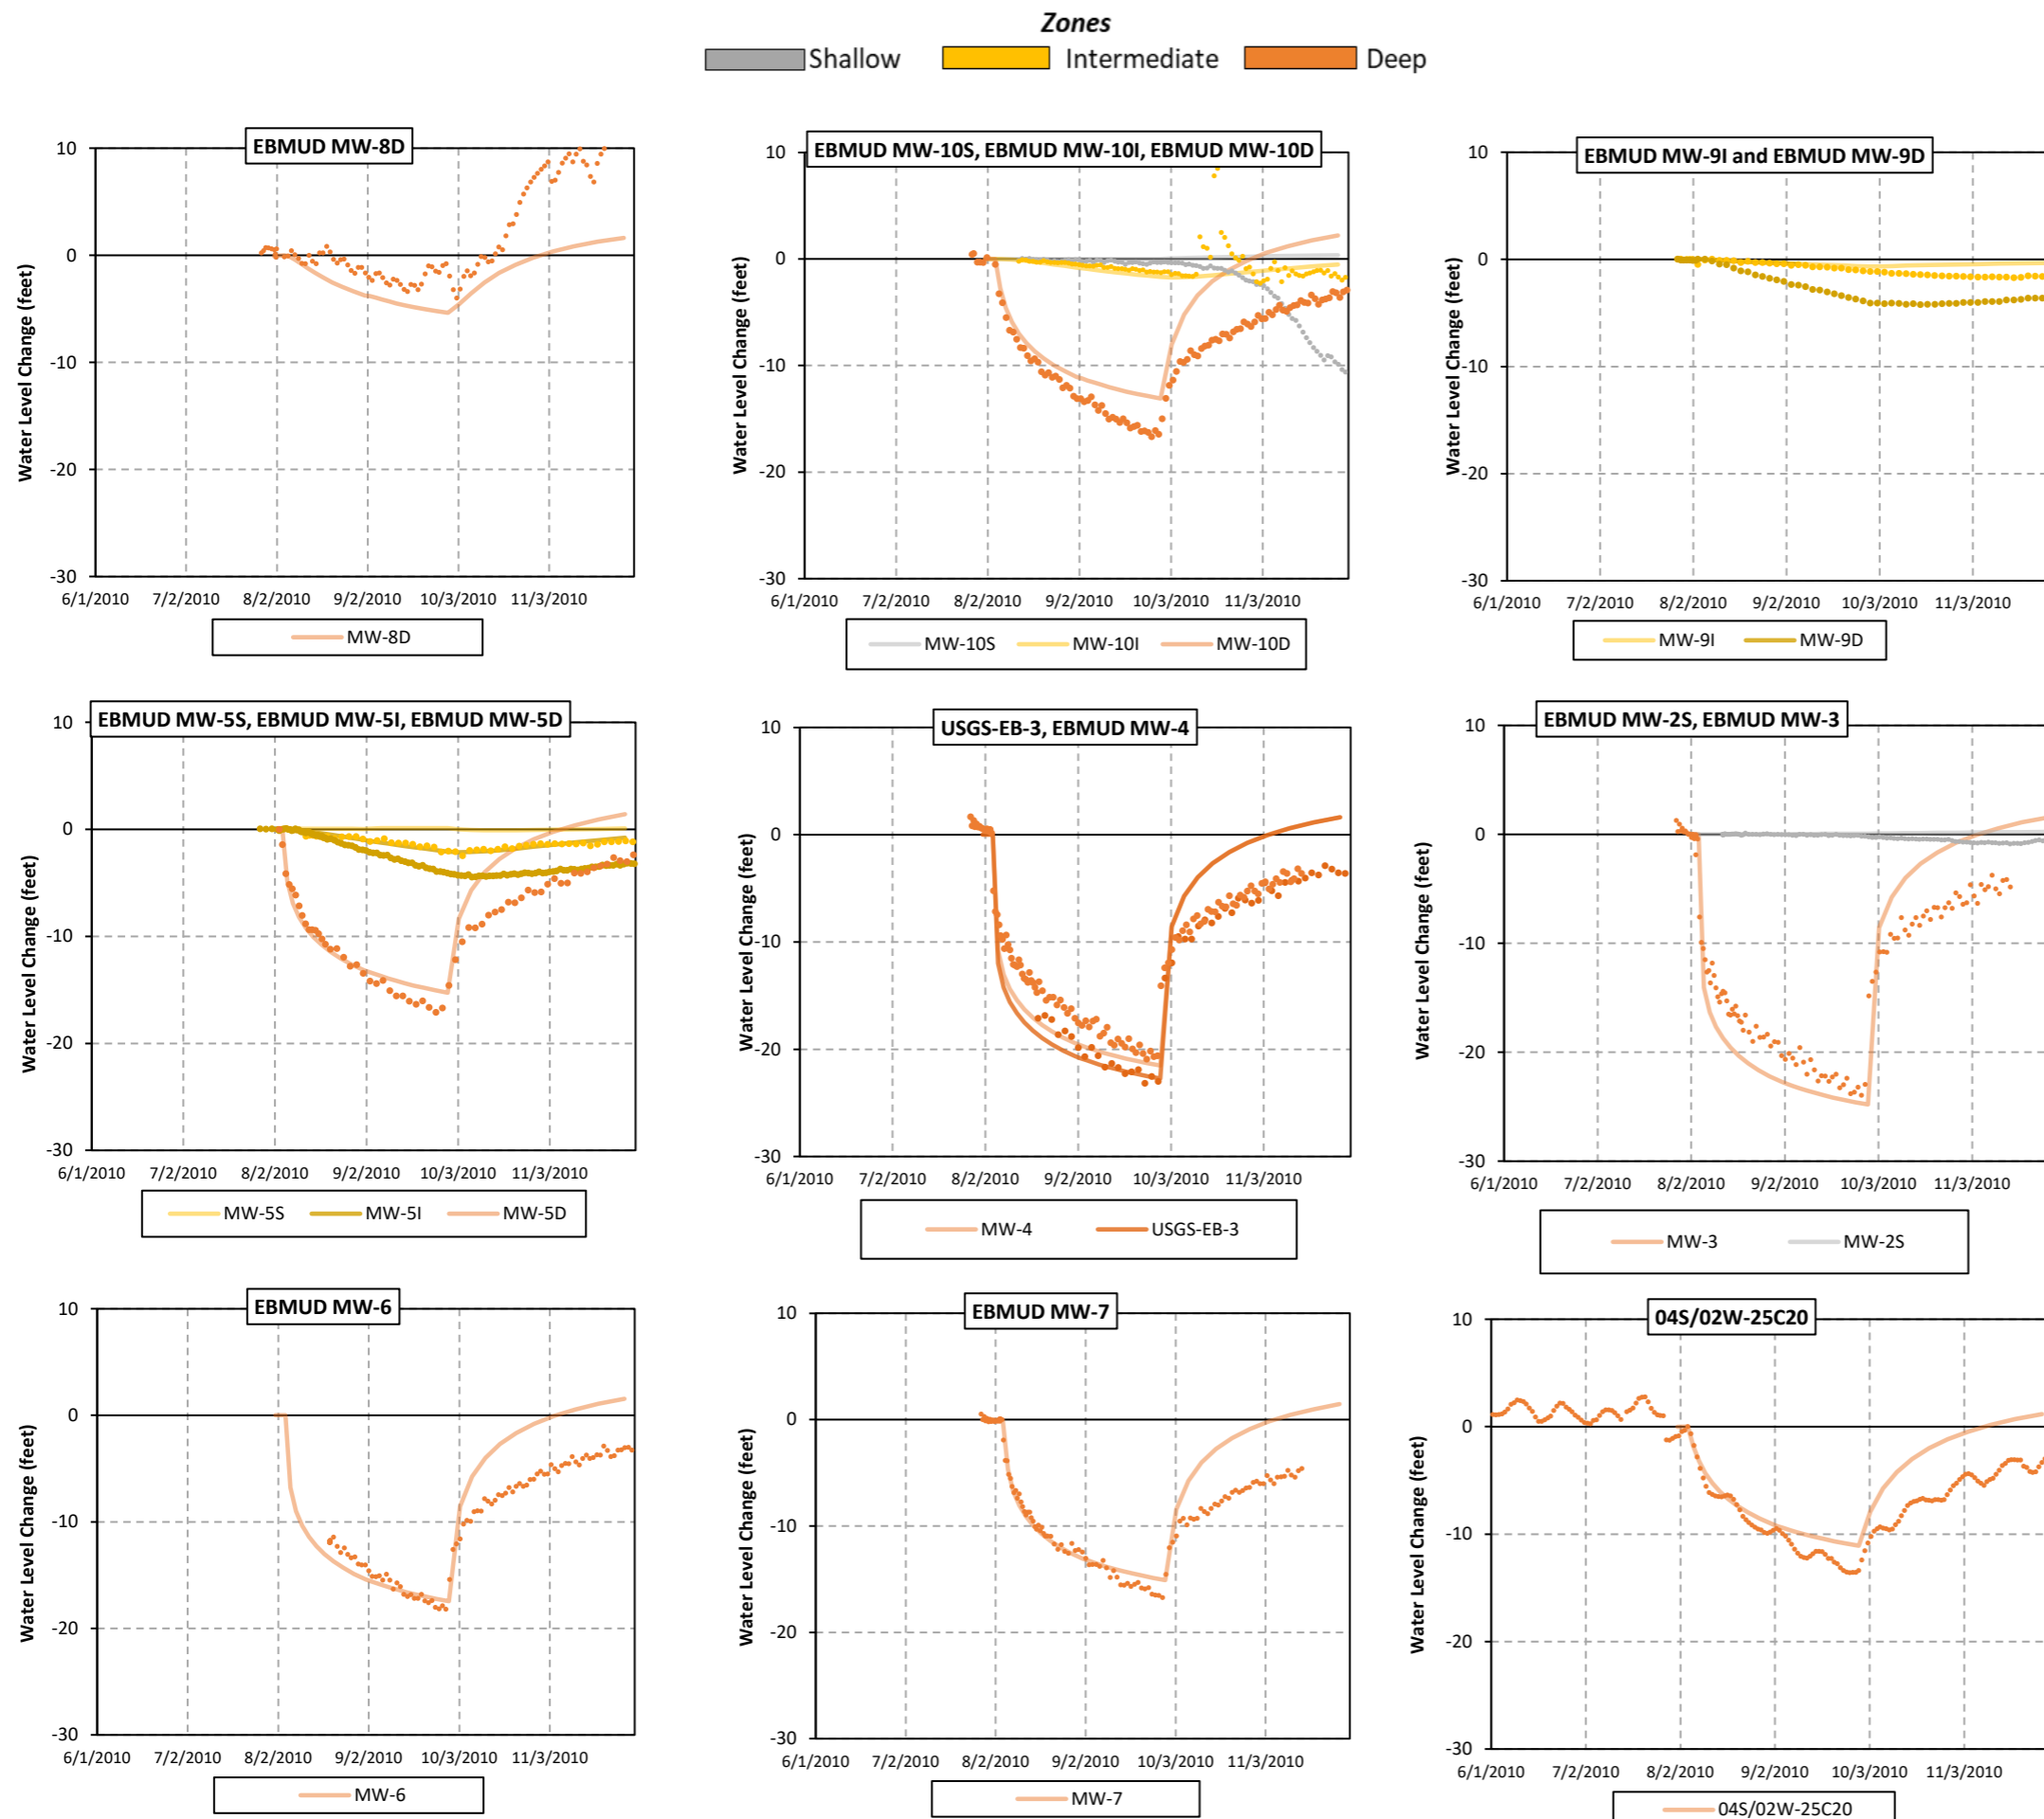 Zones
Shallow Intermediate Deep
EBMUD MW-8D
Water Level Change (feet)
10
0
-10
-20
-30
6/1/2010 7/2/2010 8/2/2010 9/2/2010 10/3/2010 11/3/2010
MW-8D
EBMUD MW-10S, EBMUD MW-10I, EBMUD MW-10D
Water Level Change (feet)
10
0
-10
-20
-30
6/1/2010 7/2/2010 8/2/2010 9/2/2010 10/3/2010 11/3/2010
MW-10S MW-10I MW-10D
EBMUD MW-9I and EBMUD MW-9D
Water Level Change (feet)
10
0
-10
-20
-30
6/1/2010 7/2/2010 8/2/2010 9/2/2010 10/3/2010 11/3/2010
MW-9I MW-9D
EBMUD MW-5S, EBMUD MW-5I, EBMUD MW-5D
Water Level Change (feet)
10
0
-10
-20
-30
6/1/2010 7/2/2010 8/2/2010 9/2/2010 10/3/2010 11/3/2010
MW-5S MW-5I MW-5D
USGS-EB-3, EBMUD MW-4
Water Level Change (feet)
10
0
-10
-20
-30
6/1/2010 7/2/2010 8/2/2010 9/2/2010 10/3/2010 11/3/2010
MW-4 USGS-EB-3
EBMUD MW-2S, EBMUD MW-3
Water Level Change (feet)
10
0
-10
-20
-30
6/1/2010 7/2/2010 8/2/2010 9/2/2010 10/3/2010 11/3/2010
MW-3 MW-2S
EBMUD MW-6
Water Level Change (feet)
10
0
-10
-20
-30
6/1/2010 7/2/2010 8/2/2010 9/2/2010 10/3/2010 11/3/2010
MW-6
EBMUD MW-7
Water Level Change (feet)
10
0
-10
-20
-30
6/1/2010 7/2/2010 8/2/2010 9/2/2010 10/3/2010 11/3/2010
MW-7
04S/02W-25C20
Water Level Change (feet)
10
0
-10
-20
-30
6/1/2010 7/2/2010 8/2/2010 9/2/2010 10/3/2010 11/3/2010
04S/02W-25C20